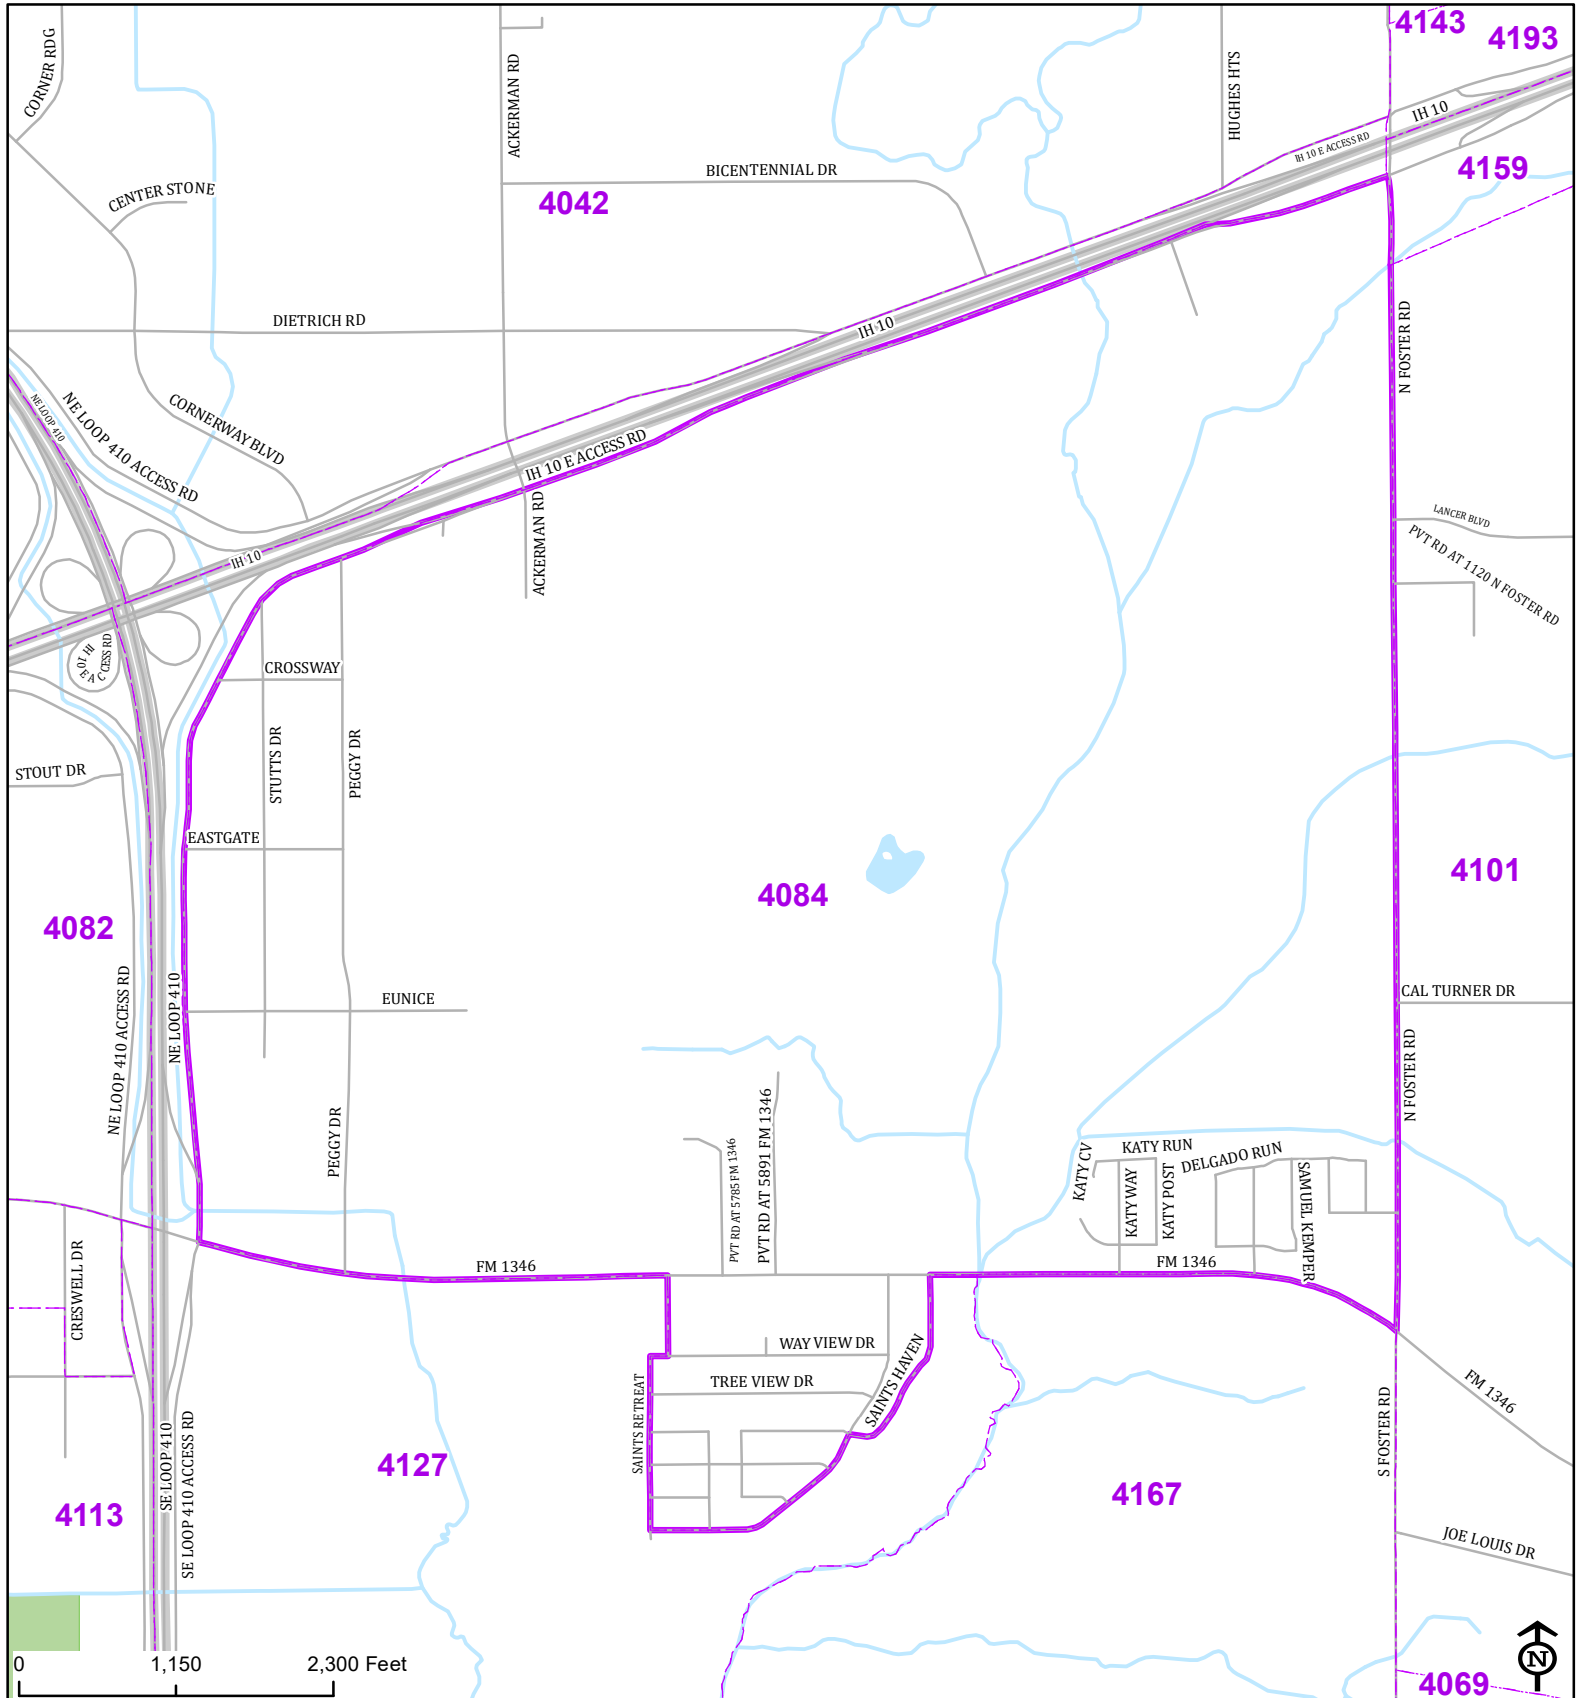 4143
4193
CORNER RDG
ACKERMAN RD
HUGHES HTS
IH 10
IH 10 E ACCESS RD
4159
BICENTENNIAL DR
CENTER STONE
4042
DIETRICH RD
IH 10
N FOSTER RD
NE LOOP 410
NE LOOP 410 ACCESS RD
CORNERWAY BLVD
IH 10 E ACCESS RD
ACKERMAN RD
LANCER BLVD
PVT RD AT 1120 N FOSTER RD
IH 10
IH 10 E ACCESS RD
CROSSWAY
STUTTS DR
PEGGY DR
STOUT DR
EASTGATE
4084
4101
4082
NE LOOP 410 ACCESS RD
NE LOOP 410
EUNICE
CAL TURNER DR
N FOSTER RD
PEGGY DR
PVT RD AT 5785 FM 1346
PVT RD AT 5891 FM 1346
KATY CV
KATY RUN
KATY WAY
KATY POST
DELGADO RUN
SAMUEL KEMPER
FM 1346
FM 1346
CRESWELL DR
WAY VIEW DR
TREE VIEW DR
SAINTS HAVEN
SAINTS RETREAT
FM 1346
S FOSTER RD
SE LOOP 410
SE LOOP 410 ACCESS RD
4127
4167
4113
JOE LOUIS DR
0 1,150 2,300 Feet
N
4069